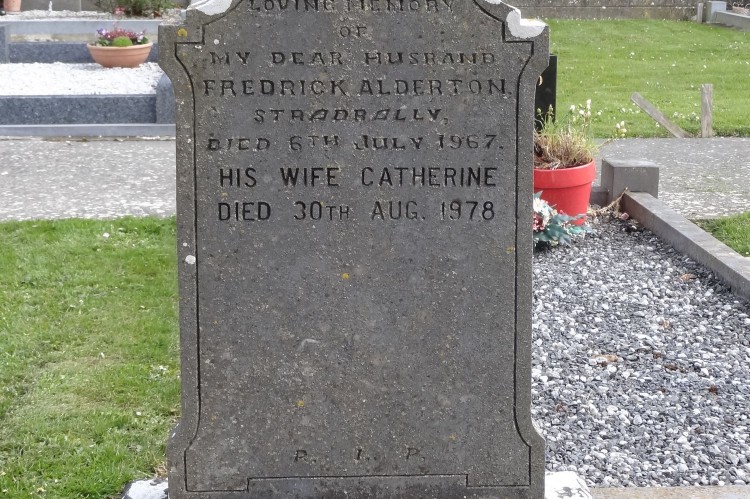 LOVING MEMORY
OF
MY DEAR HUSBAND
FREDRICK ALDERTON.
STRADBALLY,
DIED 6TH JULY 1967.
HIS WIFE CATHERINE
DIED 30TH AUG. 1978
R. I. P.